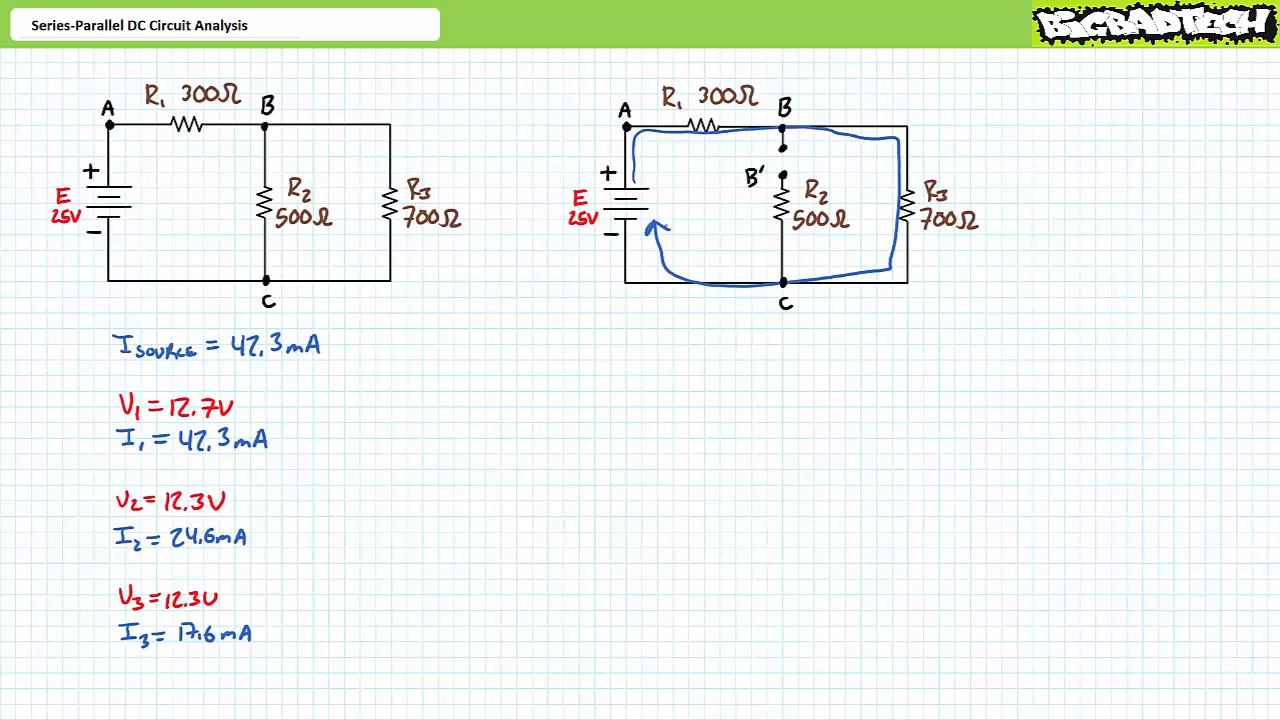 Series-Parallel DC Circuit Analysis
BIGBADTECH
A
R1 300Ω
B
+
E
25V
−
R2
500Ω
R3
700Ω
C
A
R1 300Ω
B
+
E
25V
−
B'
R2
500Ω
R3
700Ω
C
ISOURCE = 42.3mA
V1 = 12.7V
I1 = 42.3mA
V2 = 12.3V
I2 = 24.6mA
V3 = 12.3V
I3 = 17.6mA